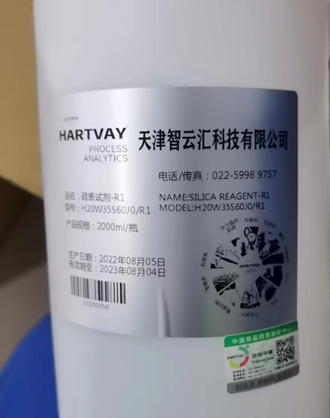 HARTVAY
PROCESS
ANALYTICS
天津智云汇科技有限公司
电话/传真: 022-5998 9757
品名: 硅表试剂-R1
NAME:SILICA REAGENT-R1
型号: H20W35S60J0/R1
MODEL:H20W35S60J0/R1
产品规格: 2000ml/瓶
生产日期: 2022年08月05日
有效期至: 2023年08月04日
HARTVAY